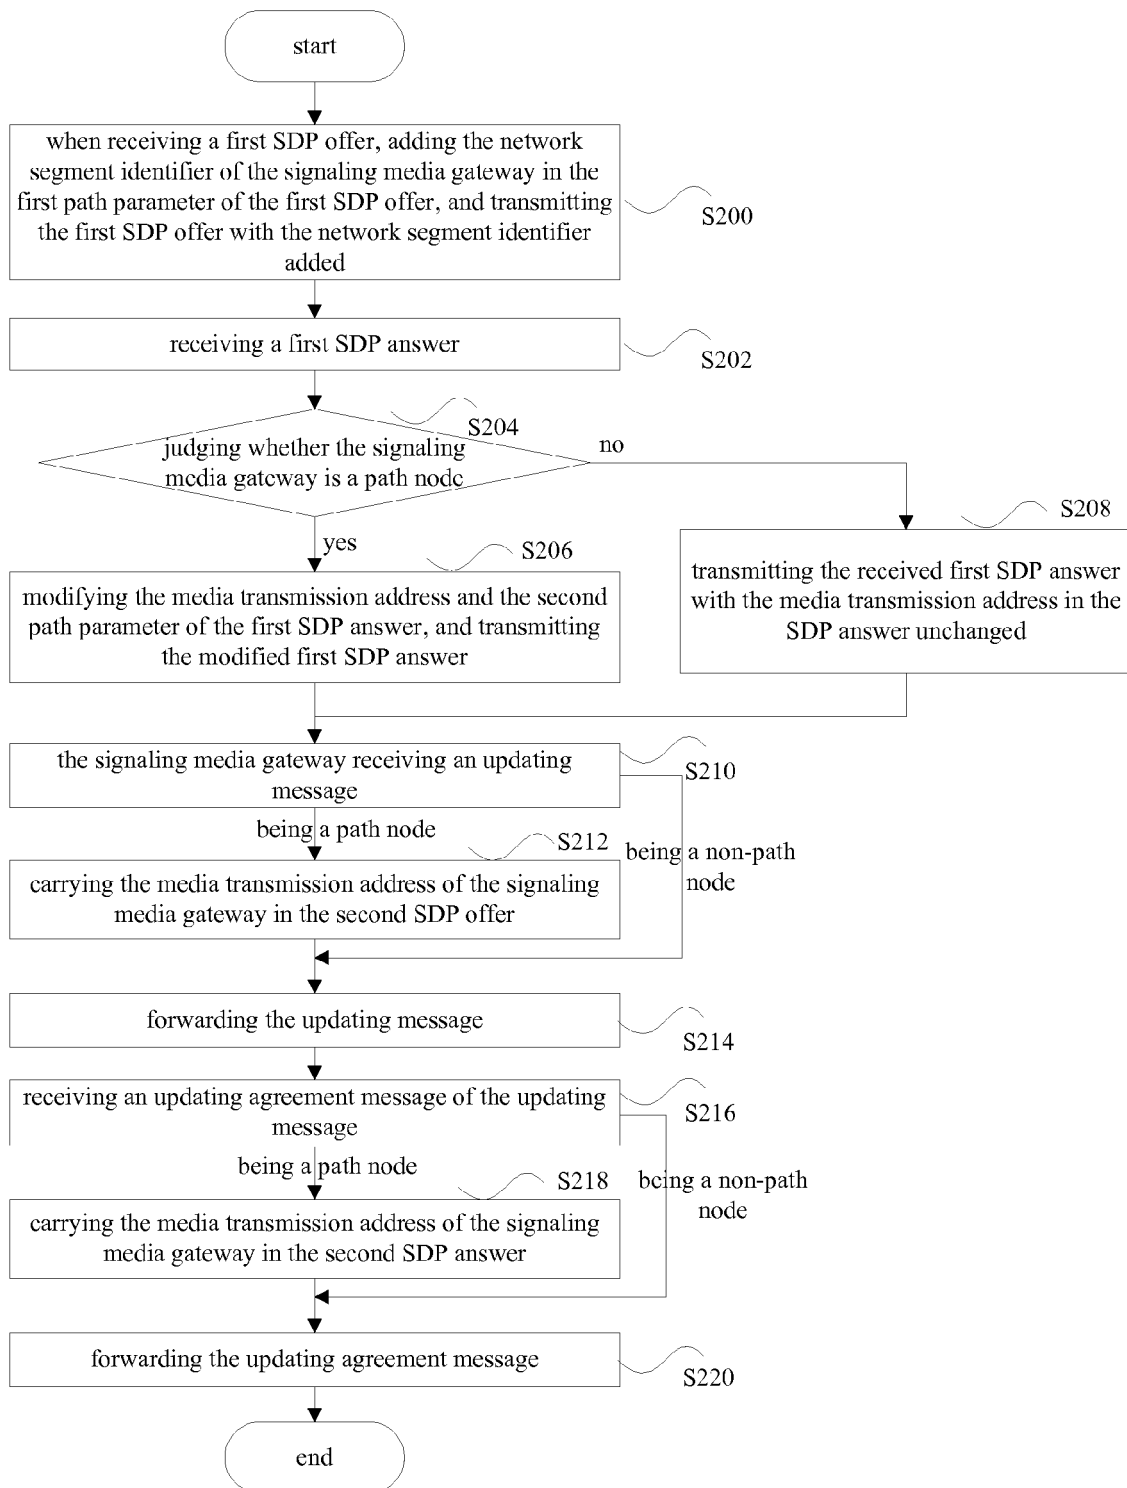 start
when receiving a first SDP offer, adding the network
segment identifier of the signaling media gateway in the
first path parameter of the first SDP offer, and transmitting
the first SDP offer with the network segment identifier
added
S200
receiving a first SDP answer
S202
S204
judging whether the signaling
media gateway is a path node
no
yes
S206
S208
modifying the media transmission address and the second
path parameter of the first SDP answer, and transmitting
the modified first SDP answer
transmitting the received first SDP answer
with the media transmission address in the
SDP answer unchanged
the signaling media gateway receiving an updating
message
S210
being a path node
S212
being a non-path
node
carrying the media transmission address of the signaling
media gateway in the second SDP offer
forwarding the updating message
S214
receiving an updating agreement message of the updating
message
S216
being a path node
S218
being a non-path
node
carrying the media transmission address of the signaling
media gateway in the second SDP answer
forwarding the updating agreement message
S220
end